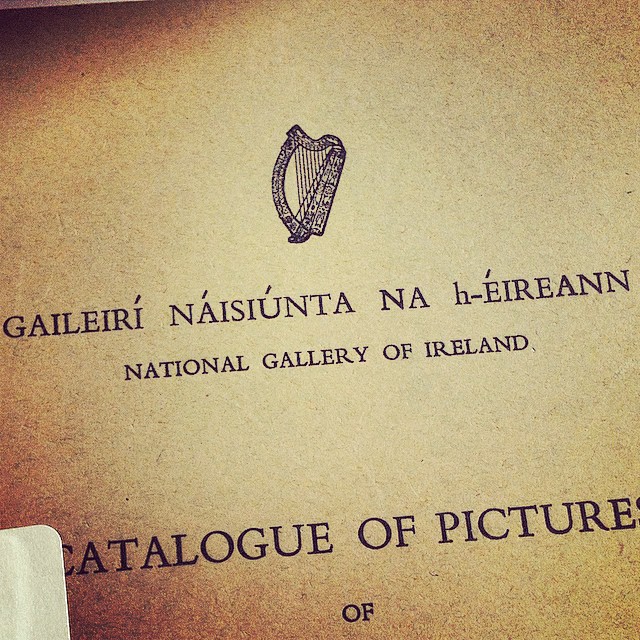 GAILEIRÍ NÁISIÚNTA NA h-ÉIREANN
NATIONAL GALLERY OF IRELAND
CATALOGUE OF PICTURES
OF